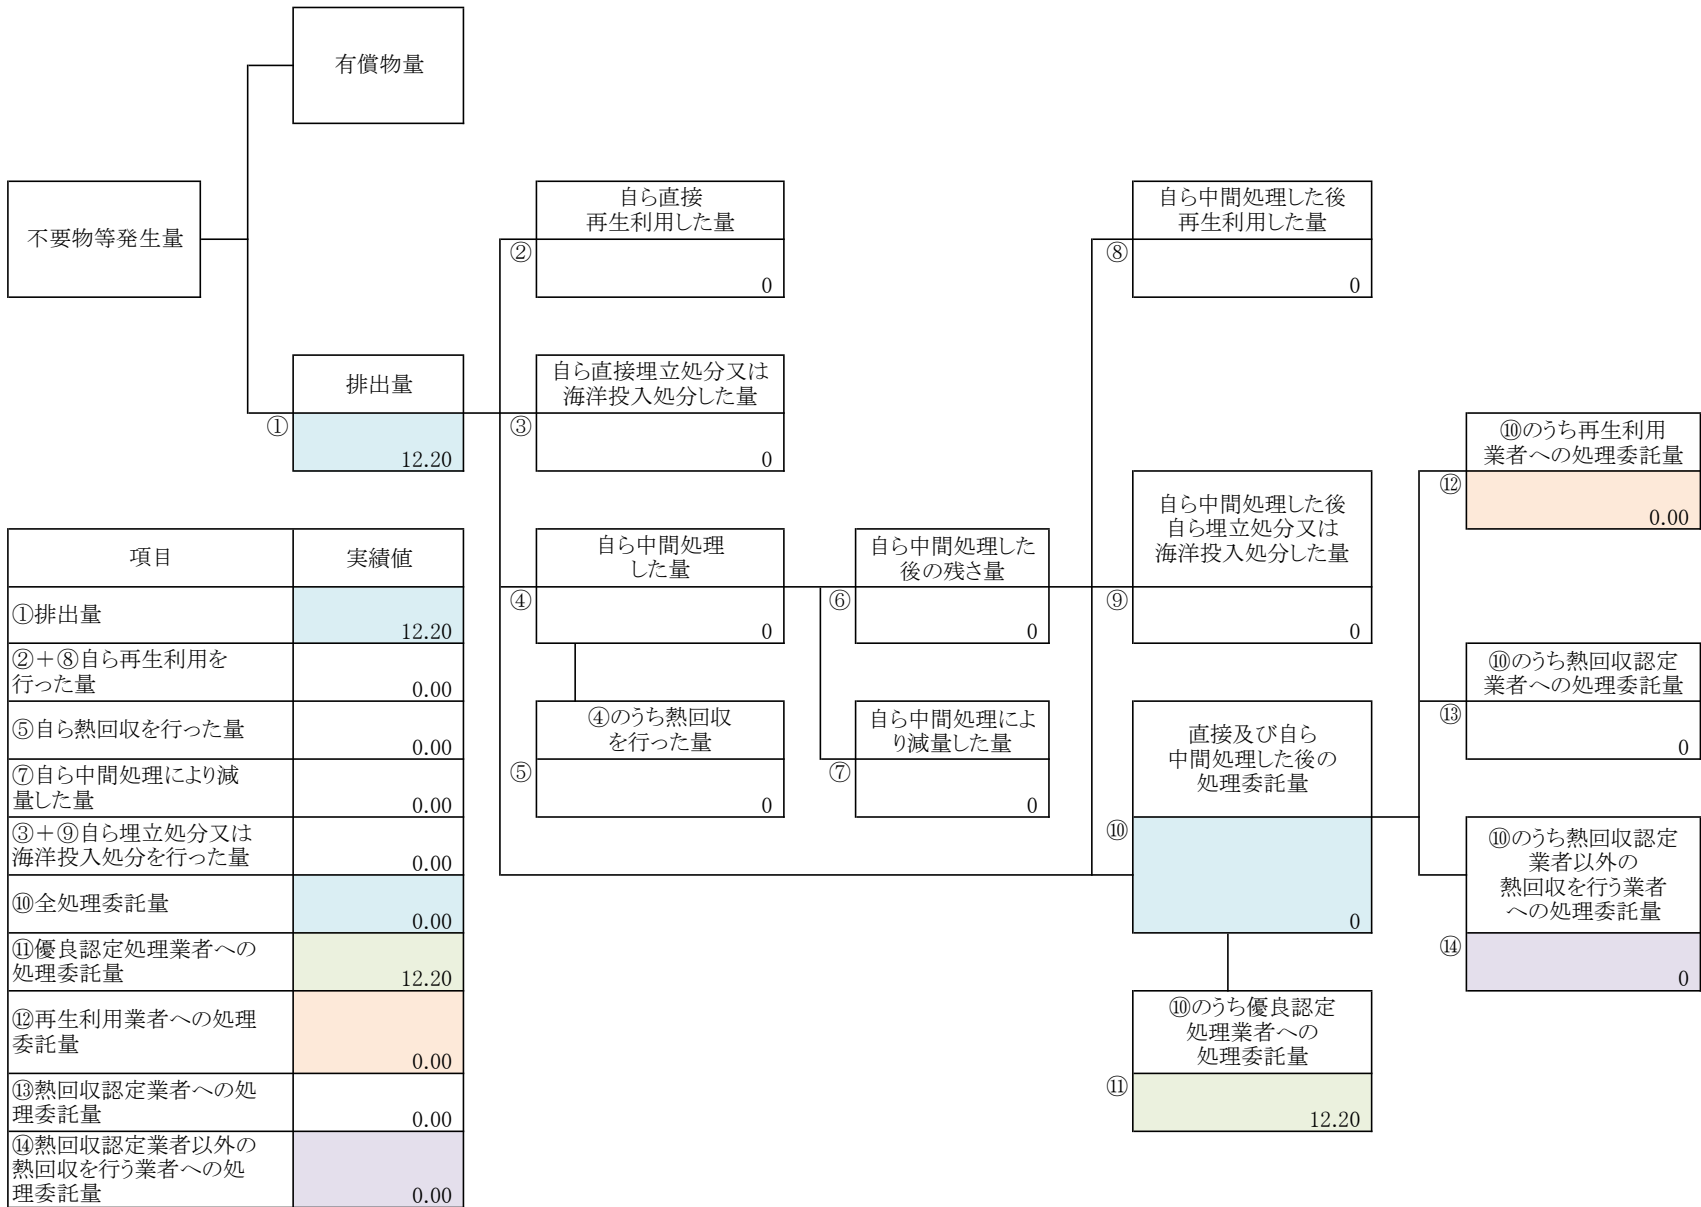 有償物量
不要物等発生量
自ら直接
再生利用した量
②
0
自ら中間処理した後
再生利用した量
⑧
0
排出量
①
12.20
自ら直接埋立処分又は
海洋投入処分した量
③
0
⑩のうち再生利用
業者への処理委託量
⑫
0.00
自ら中間処理
した量
④
0
自ら中間処理した
後の残さ量
⑥
0
自ら中間処理した後
自ら埋立処分又は
海洋投入処分した量
⑨
0
④のうち熱回収
を行った量
⑤
0
自ら中間処理によ
り減量した量
⑦
0
直接及び自ら
中間処理した後の
処理委託量
⑩
0
⑩のうち熱回収認定
業者への処理委託量
⑬
0
⑩のうち熱回収認定
業者以外の
熱回収を行う業者
への処理委託量
⑭
0
⑩のうち優良認定
処理業者への
処理委託量
⑪
12.20
項目 実績値
①排出量
12.20
②＋⑧自ら再生利用を
行った量
0.00
⑤自ら熱回収を行った量
0.00
⑦自ら中間処理により減
量した量
0.00
③＋⑨自ら埋立処分又は
海洋投入処分を行った量
0.00
⑩全処理委託量
0.00
⑪優良認定処理業者への
処理委託量
12.20
⑫再生利用業者への処理
委託量
0.00
⑬熱回収認定業者への処
理委託量
0.00
⑭熱回収認定業者以外の
熱回収を行う業者への処
理委託量
0.00